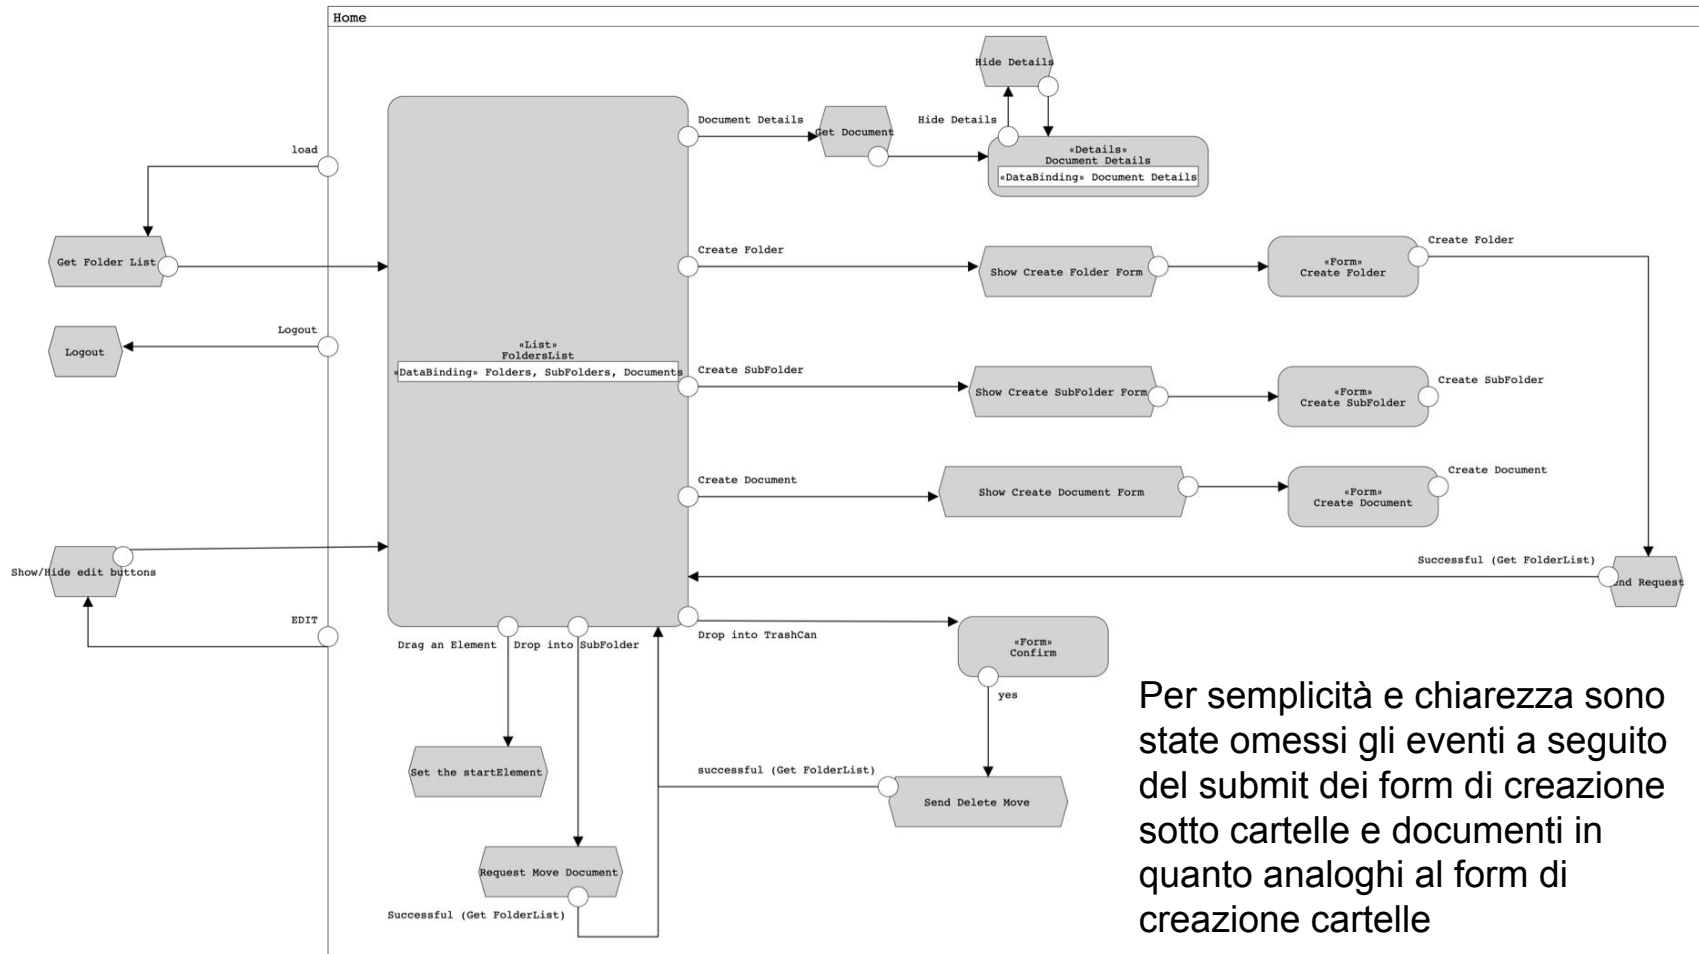 Home
Hide Details
Document Details
Get Document
Hide Details
«Details»
Document Details
«DataBinding» Document Details
load
Get Folder List
Create Folder
Show Create Folder Form
«Form»
Create Folder
Create Folder
Logout
Logout
«List»
FoldersList
«DataBinding» Folders, SubFolders, Documents
Create SubFolder
Show Create SubFolder Form
«Form»
Create SubFolder
Create SubFolder
Create Document
Show Create Document Form
«Form»
Create Document
Create Document
Show/Hide edit buttons
Successful (Get FolderList)
nd Request
EDIT
Drag an Element
Drop into SubFolder
Drop into TrashCan
«Form»
Confirm
yes
Set the startElement
successful (Get FolderList)
Send Delete Move
Request Move Document
Successful (Get FolderList)
Per semplicità e chiarezza sono
state omessi gli eventi a seguito
del submit dei form di creazione
sotto cartelle e documenti in
quanto analoghi al form di
creazione cartelle